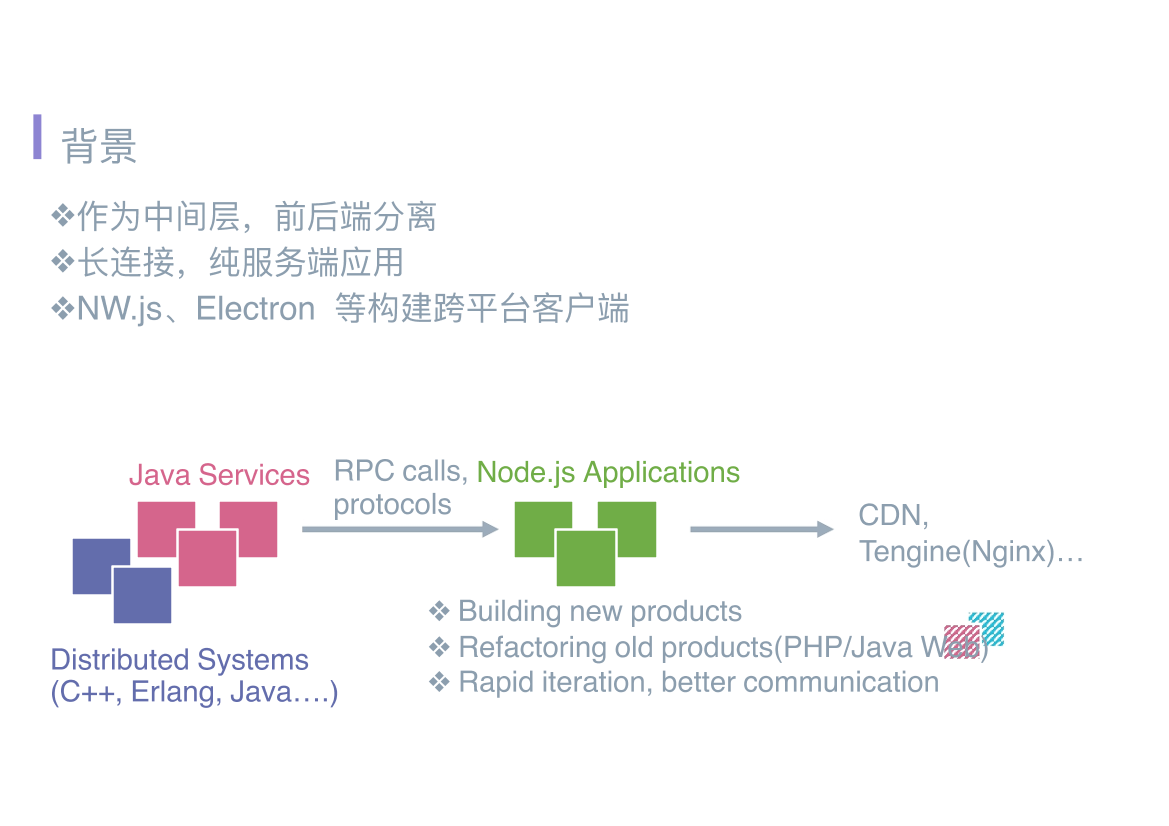 背景
❖作为中间层，前后端分离
❖长连接，纯服务端应用
❖NW.js、Electron 等构建跨平台客户端
Java Services
RPC calls,
protocols
Node.js Applications
CDN,
Tengine(Nginx)…
❖ Building new products
❖ Refactoring old products(PHP/Java Web)
❖ Rapid iteration, better communication
Distributed Systems
(C++, Erlang, Java….)